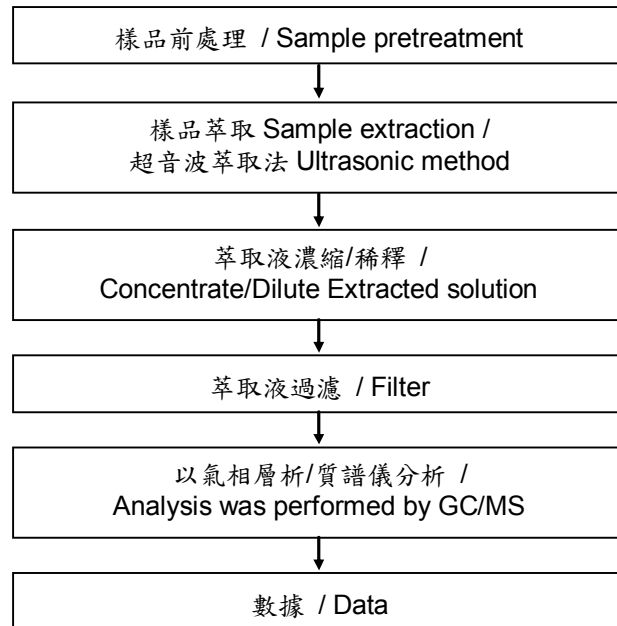 樣品前處理 / Sample pretreatment
樣品萃取 Sample extraction /
超音波萃取法 Ultrasonic method
萃取液濃縮/稀釋 /
Concentrate/Dilute Extracted solution
萃取液過濾 / Filter
以氣相層析/質譜儀分析 /
Analysis was performed by GC/MS
數據 / Data